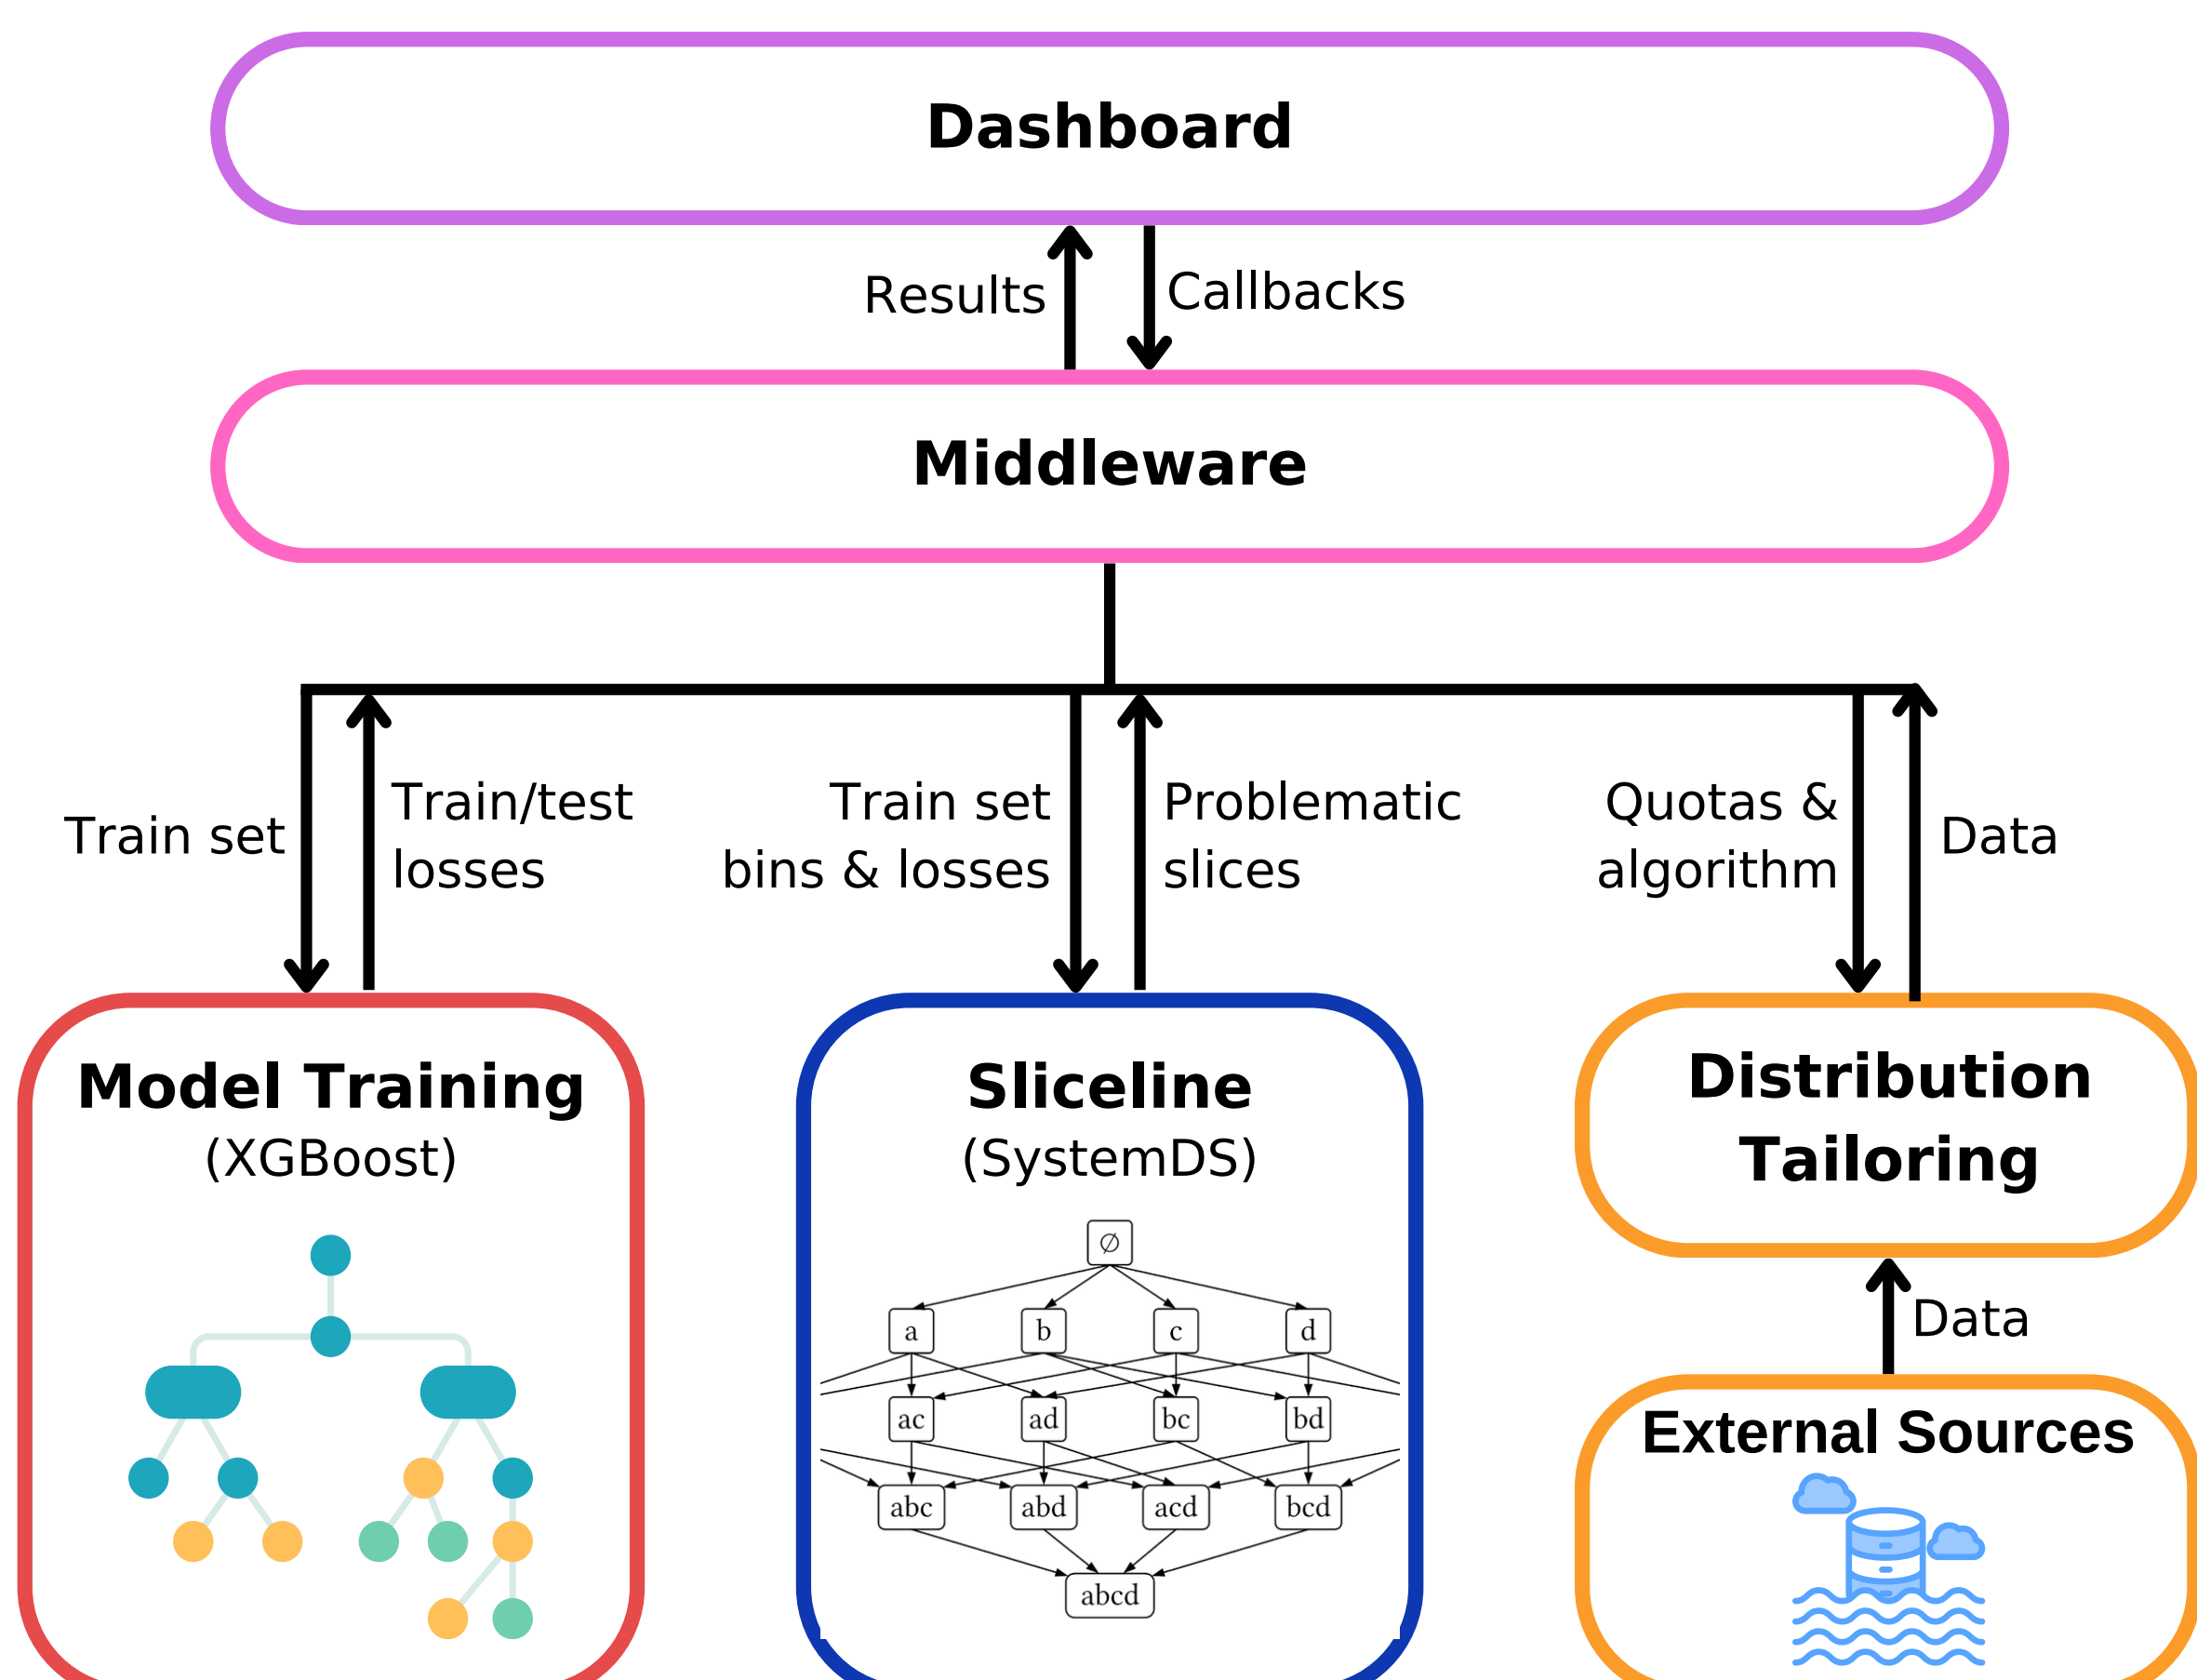 Dashboard
Results
Callbacks
Middleware
Train set
Train/test
losses
Train set
bins & losses
Problematic
slices
Quotas &
algorithm
Data
Model Training
(XGBoost)
Sliceline
(SystemDS)
∅
a b c d
ac ad bc bd
abc abd acd bcd
abcd
Distribution
Tailoring
Data
External Sources